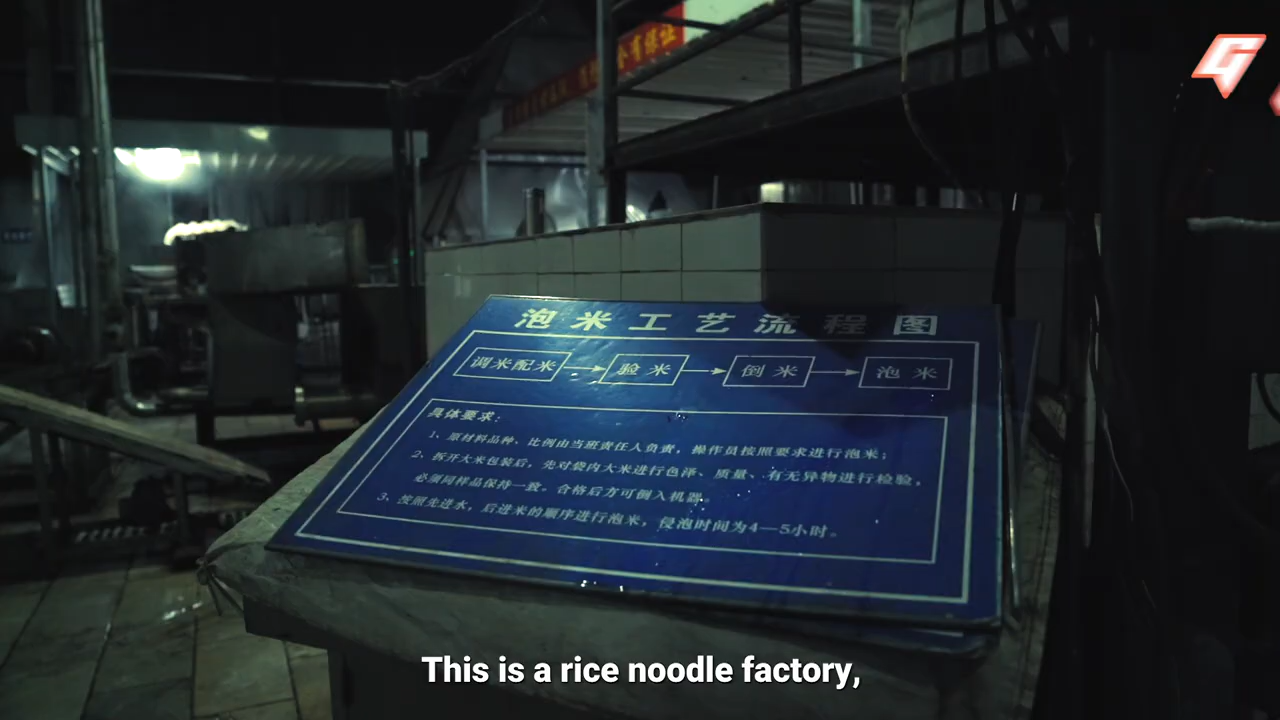 全有保证
泡米工艺流程图
调米配米 验米 倒米 泡米
具体要求：
1、原材料品种、比例由当班责任人负责，操作员按照要求进行泡米；
2、拆开大米包装后，先对袋内大米进行色泽、质量、有无异物进行检验，
必须同样品保持一致。合格后方可倒入机器。
3、按照先进水，后进米的顺序进行泡米，侵泡时间为4—5小时。
This is a rice noodle factory,